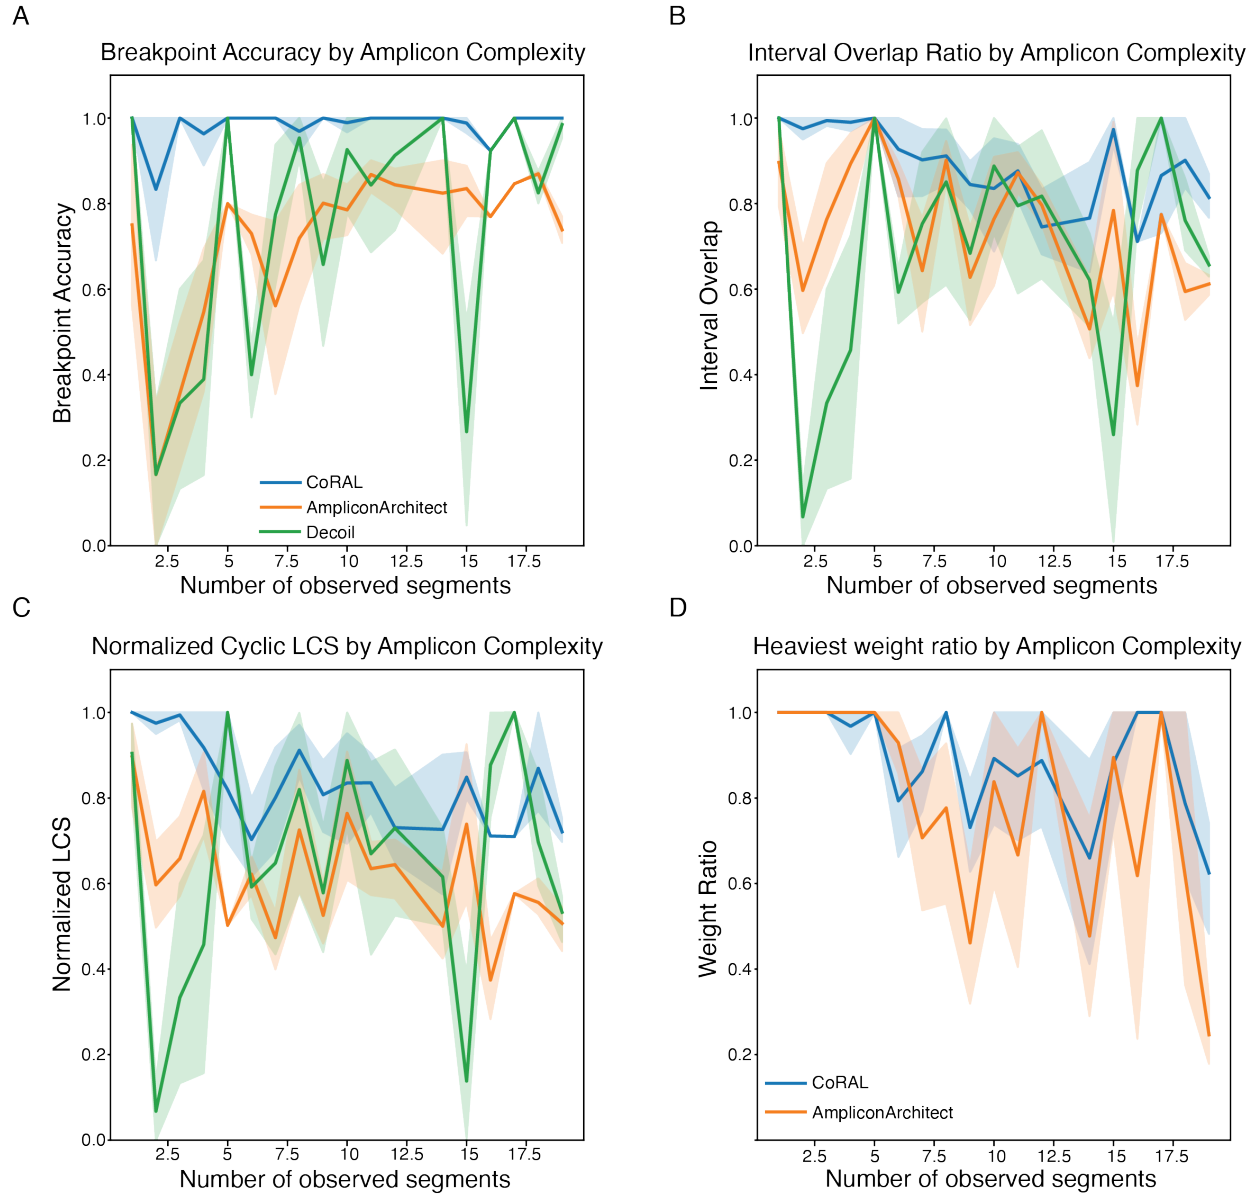 A
Breakpoint Accuracy by Amplicon Complexity
Breakpoint Accuracy
1.0
0.8
0.6
0.4
0.2
0.0
CoRAL
AmpliconArchitect
Decoil
2.5 5 7.5 10 12.5 15 17.5
Number of observed segments
B
Interval Overlap Ratio by Amplicon Complexity
Interval Overlap
1.0
0.8
0.6
0.4
0.2
0.0
2.5 5 7.5 10 12.5 15 17.5
Number of observed segments
C
Normalized Cyclic LCS by Amplicon Complexity
Normalized LCS
1.0
0.8
0.6
0.4
0.2
0.0
2.5 5 7.5 10 12.5 15 17.5
Number of observed segments
D
Heaviest weight ratio by Amplicon Complexity
Weight Ratio
1.0
0.8
0.6
0.4
0.2
CoRAL
AmpliconArchitect
2.5 5 7.5 10 12.5 15 17.5
Number of observed segments